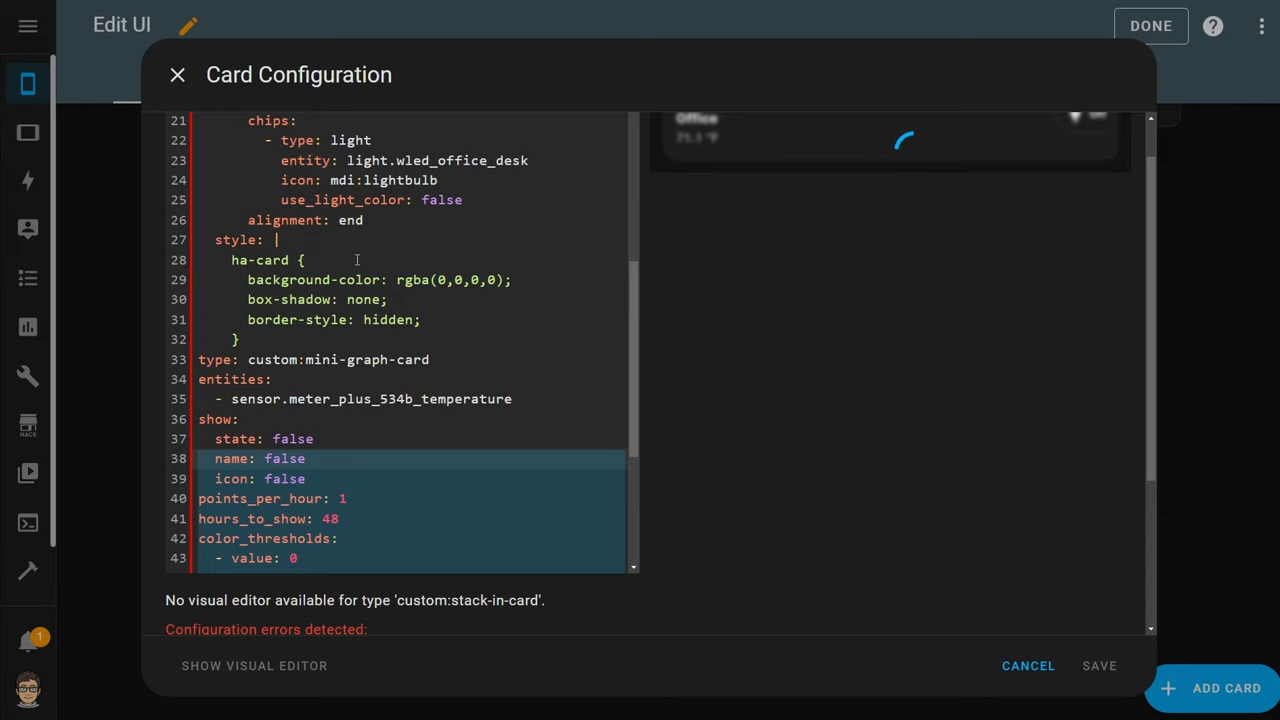 Edit UI
DONE
Card Configuration
21 chips:
22 - type: light
23 entity: light.wled_office_desk
24 icon: mdi:lightbulb
25 use_light_color: false
26 alignment: end
27 style: |
28 ha-card {
29 background-color: rgba(0,0,0,0);
30 box-shadow: none;
31 border-style: hidden;
32 }
33 type: custom:mini-graph-card
34 entities:
35 - sensor.meter_plus_534b_temperature
36 show:
37 state: false
38 name: false
39 icon: false
40 points_per_hour: 1
41 hours_to_show: 48
42 color_thresholds:
43 - value: 0
Office
71.1 °F
No visual editor available for type 'custom:stack-in-card'.
Configuration errors detected:
SHOW VISUAL EDITOR
CANCEL
SAVE
ADD CARD
HACS
1